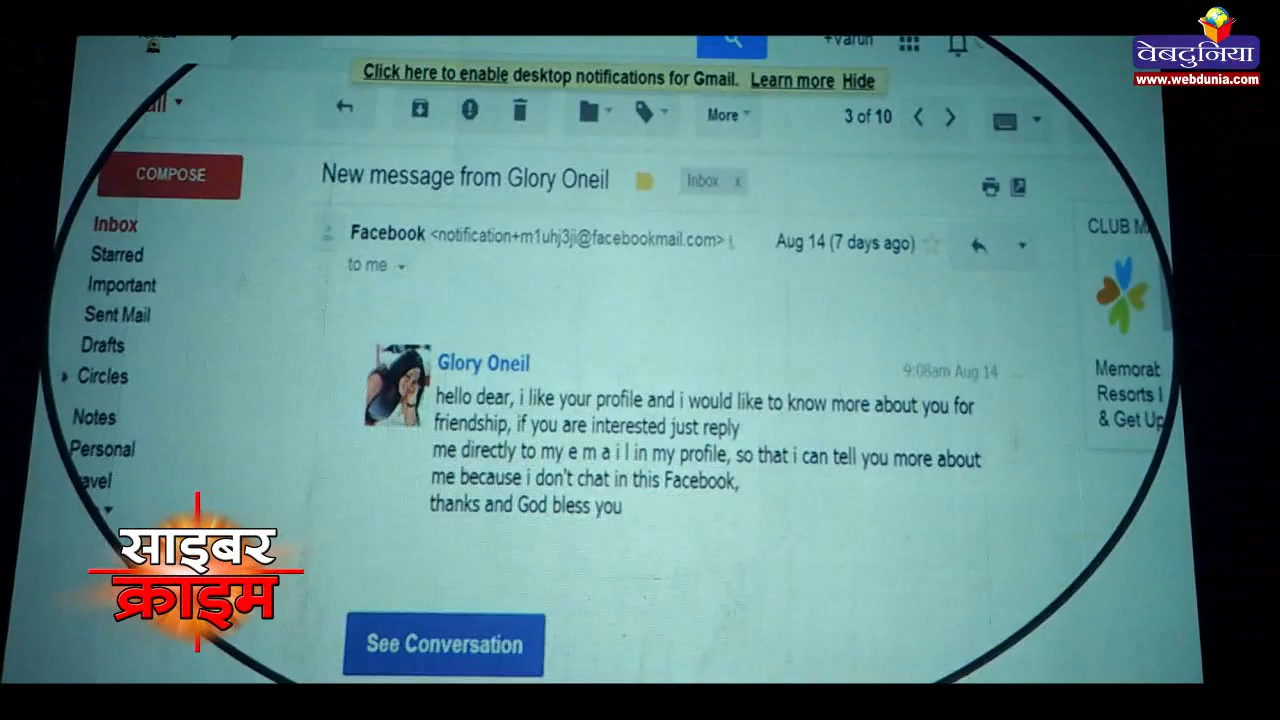 वेबदुनिया
www.webdunia.com
+Varun
Click here to enable desktop notifications for Gmail. Learn more Hide
More
3 of 10
COMPOSE
New message from Glory Oneil
Inbox x
Inbox
Starred
Important
Sent Mail
Drafts
Circles
Notes
Personal
avel
Facebook <notification+m1uhj3ji@facebookmail.com>
Aug 14 (7 days ago)
to me
CLUB M
Glory Oneil
9:08am Aug 14
hello dear, i like your profile and i would like to know more about you for
friendship, if you are interested just reply
me directly to my e m a i l in my profile, so that i can tell you more about
me because i don't chat in this Facebook,
thanks and God bless you
Memorab
Resorts I
& Get Up
See Conversation
साइबर
क्राइम